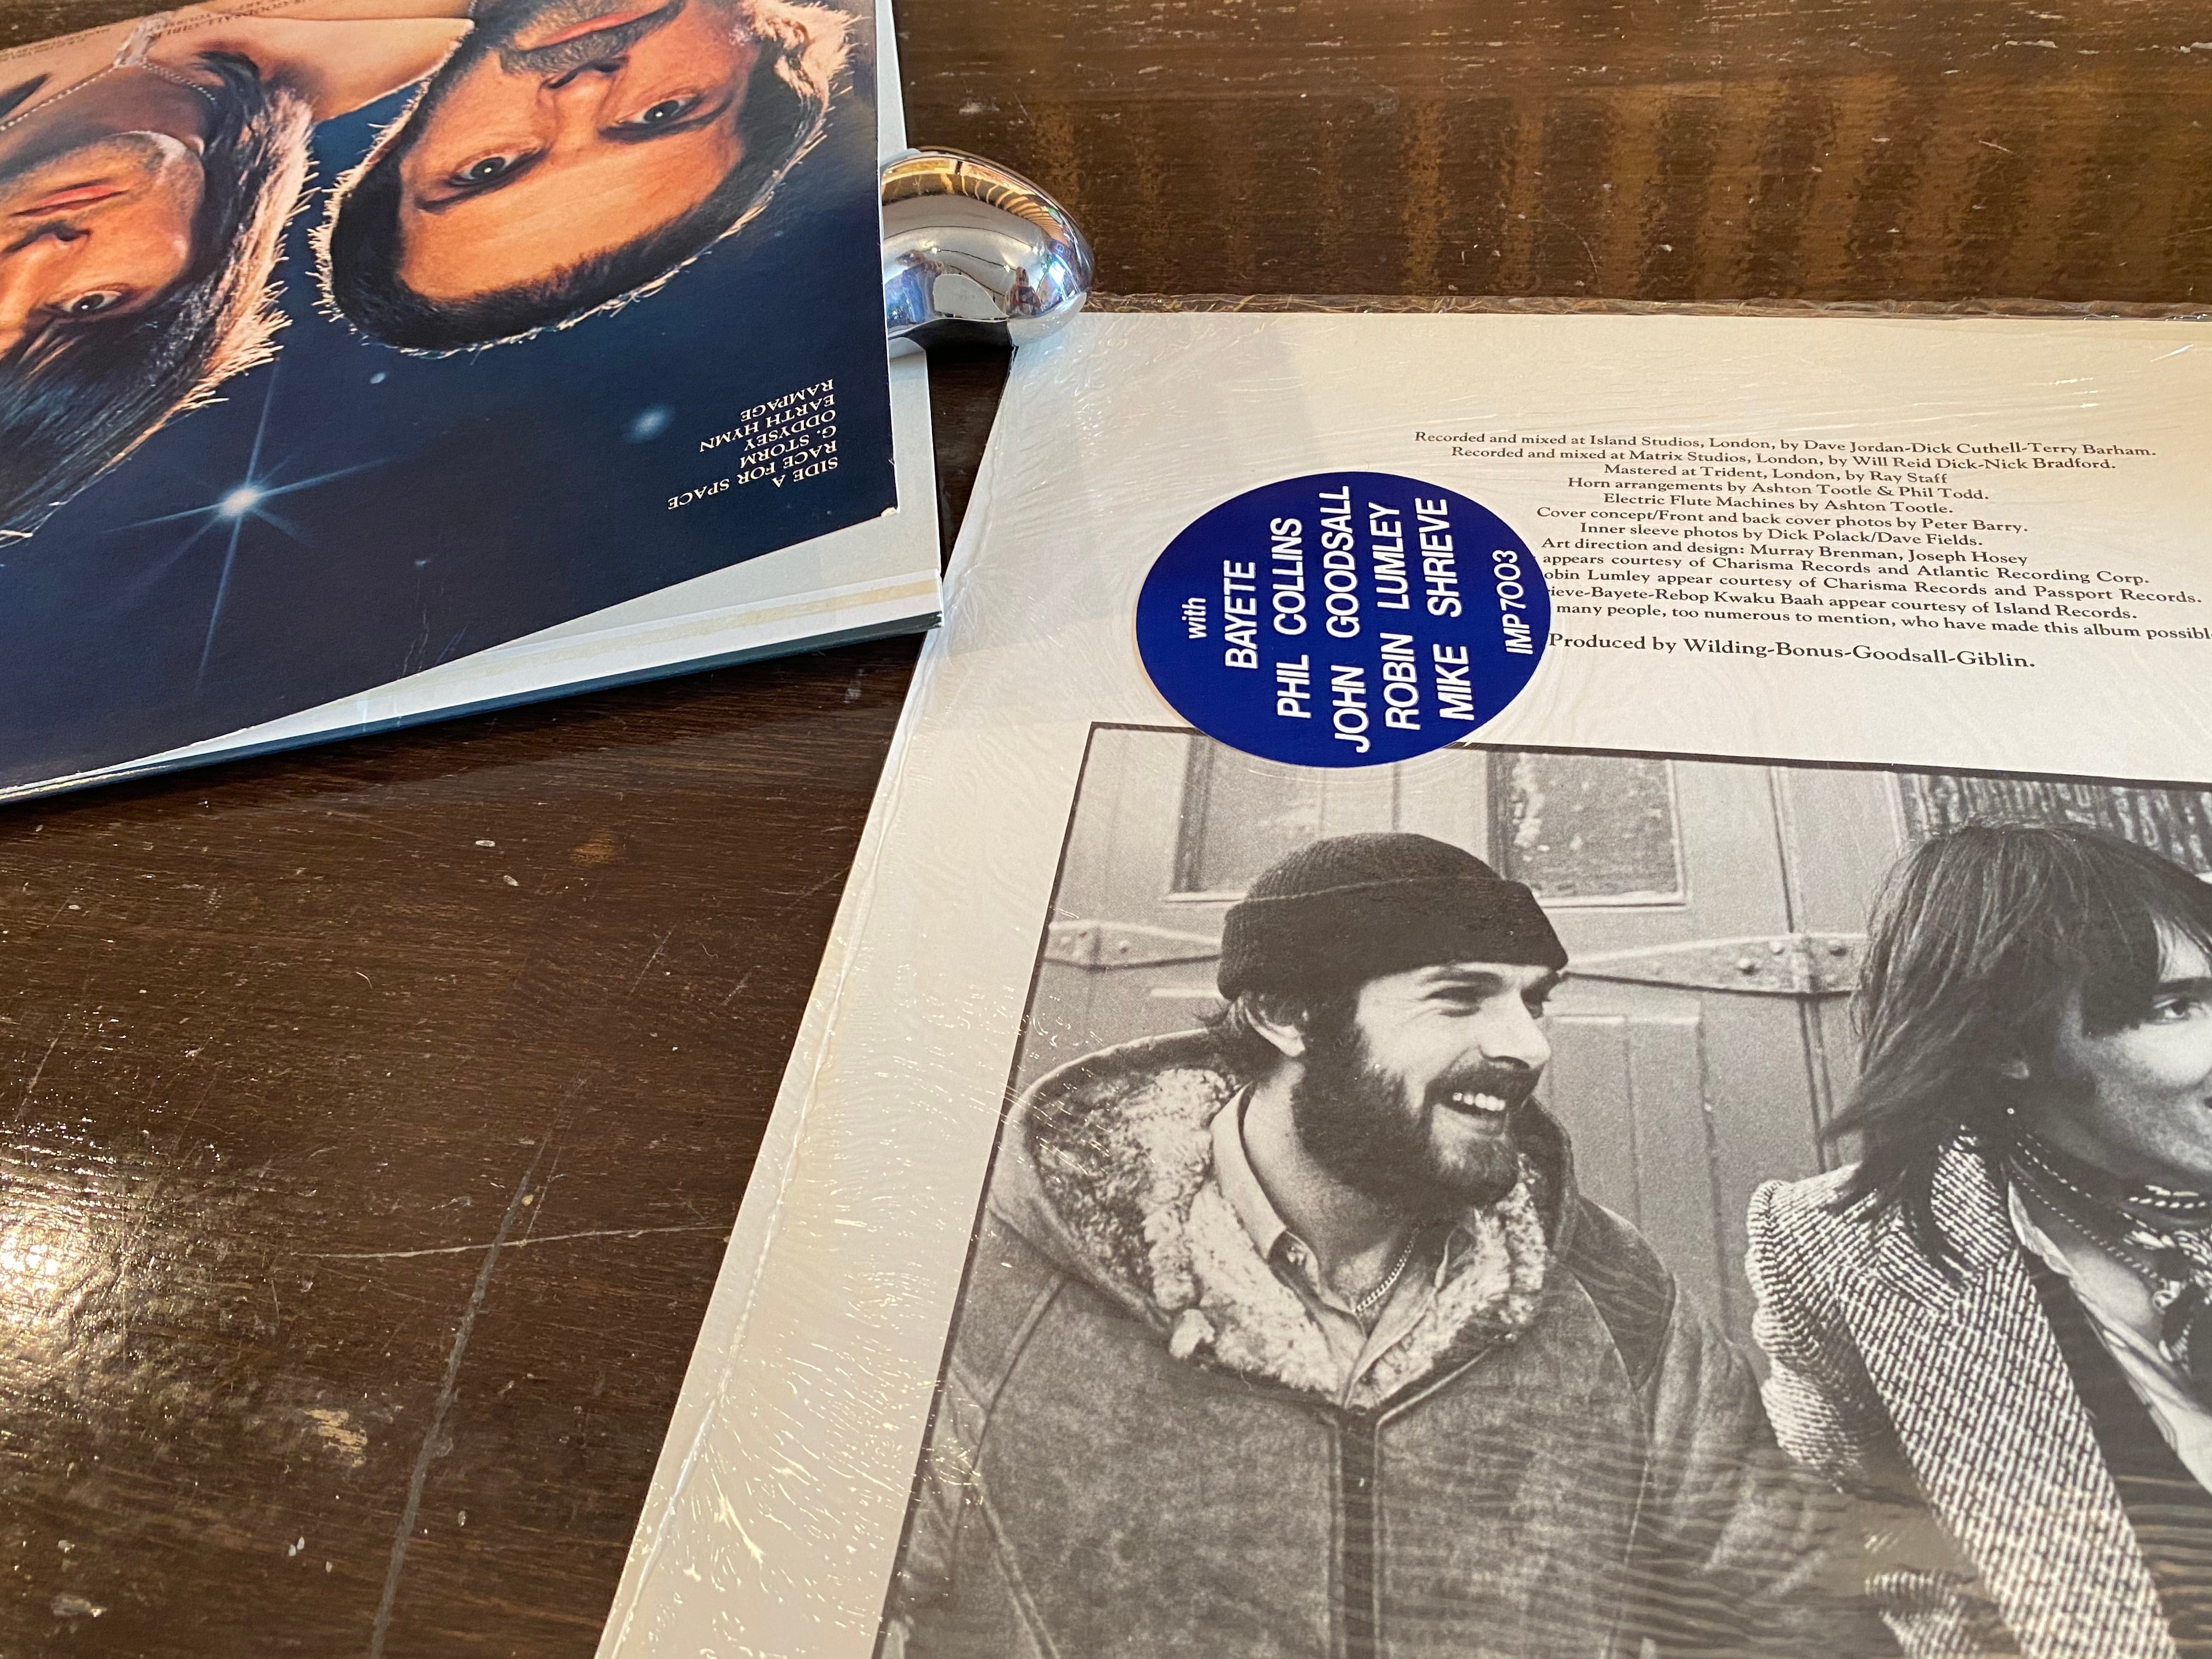 SIDE A
RACE FOR SPACE
G. STORM
ODDYSEY
EARTH HYMN
RAMPAGE
Recorded and mixed at Island Studios, London, by Dave Jordan-Dick Cuthell-Terry Barham.
Recorded and mixed at Matrix Studios, London, by Will Reid Dick-Nick Bradford.
Mastered at Trident, London, by Ray Staff
Horn arrangements by Ashton Tootle & Phil Todd.
Electric Flute Machines by Ashton Tootle.
Cover concept/Front and back cover photos by Peter Barry.
Inner sleeve photos by Dick Polack/Dave Fields.
Art direction and design: Murray Brenman, Joseph Hosey
appears courtesy of Charisma Records and Atlantic Recording Corp.
obin Lumley appear courtesy of Charisma Records and Passport Records.
ieve-Bayete-Rebop Kwaku Baah appear courtesy of Island Records.
many people, too numerous to mention, who have made this album possibl
Produced by Wilding-Bonus-Goodsall-Giblin.
with
BAYETE
PHIL COLLINS
JOHN GOODSALL
ROBIN LUMLEY
MIKE SHRIEVE
IMP7003